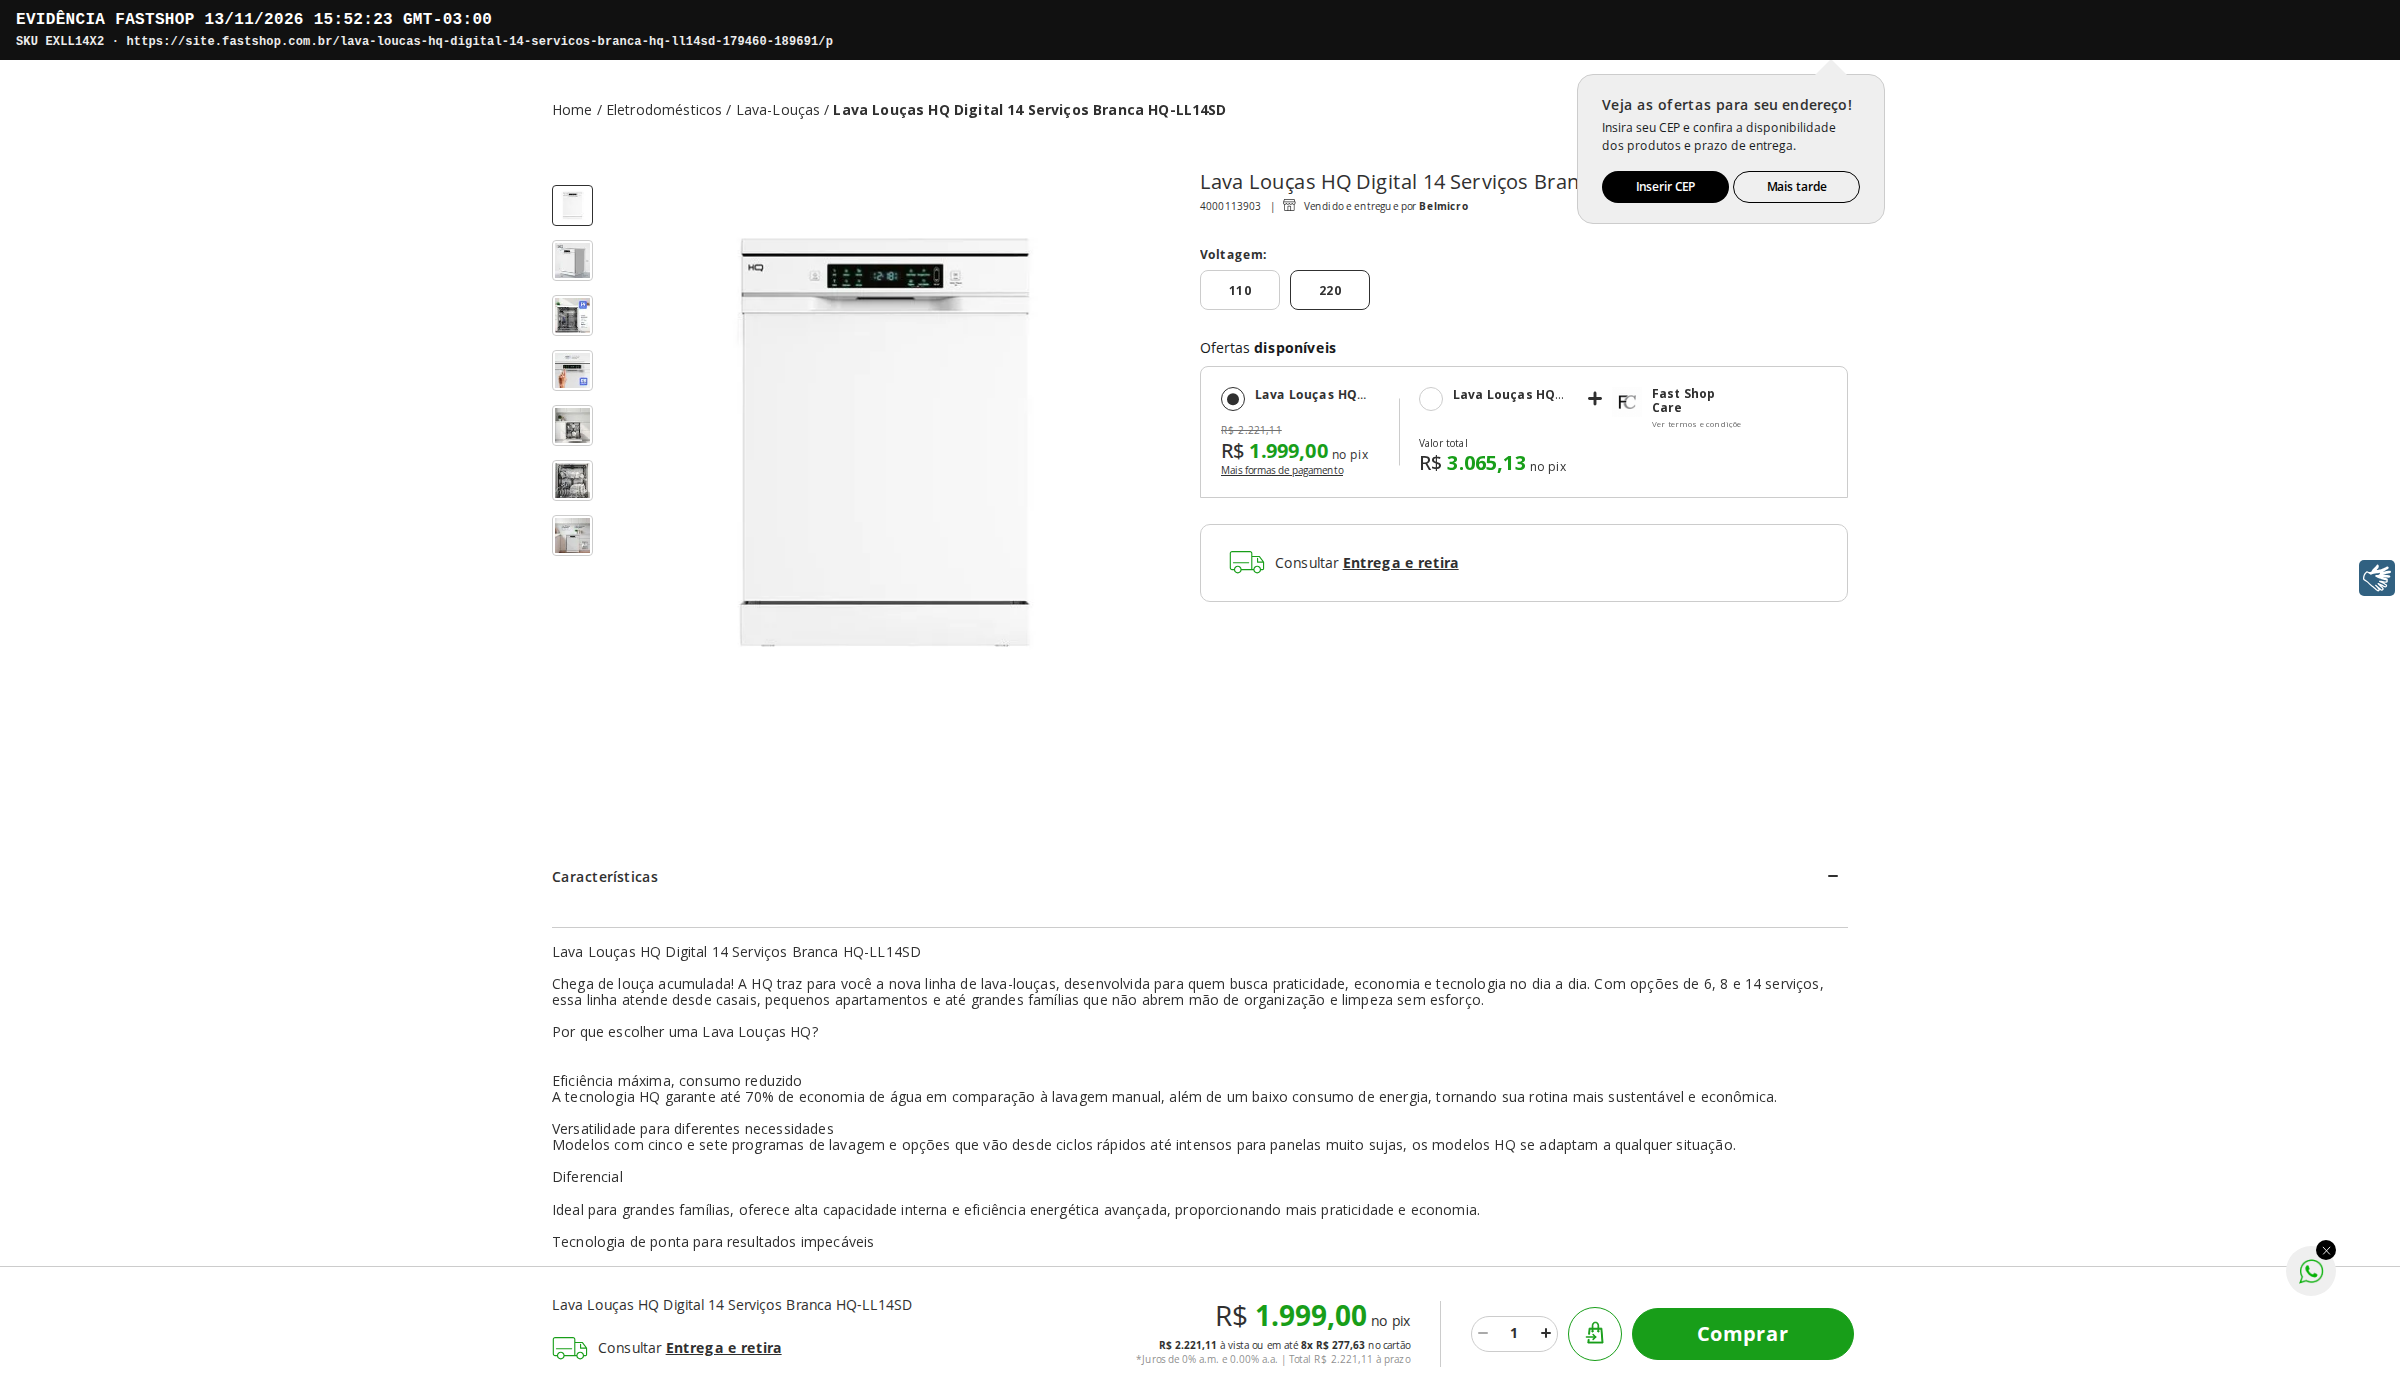 EVIDÊNCIA FASTSHOP 13/11/2026 15:52:23 GMT-03:00
SKU EXLL14X2 · https://site.fastshop.com.br/lava-loucas-hq-digital-14-servicos-branca-hq-ll14sd-179460-189691/p
Home / Eletrodomésticos / Lava-Louças / Lava Louças HQ Digital 14 Serviços Branca HQ-LL14SD
Veja as ofertas para seu endereço!
Insira seu CEP e confira a disponibilidade
dos produtos e prazo de entrega.
Inserir CEP
Mais tarde
Lava Louças HQ Digital 14 Serviços Bran
4000113903 | Vendido e entregue por Belmicro
Voltagem:
110
220
HQ
Ofertas disponíveis
Lava Louças HQ...
R$ 2.221,11
R$ 1.999,00 no pix
Mais formas de pagamento
Lava Louças HQ...
Valor total
R$ 3.065,13 no pix
+
FC
Fast Shop
Care
Ver termos e condiçõe
Consultar Entrega e retira
Características
Lava Louças HQ Digital 14 Serviços Branca HQ-LL14SD
Chega de louça acumulada! A HQ traz para você a nova linha de lava-louças, desenvolvida para quem busca praticidade, economia e tecnologia no dia a dia. Com opções de 6, 8 e 14 serviços,
essa linha atende desde casais, pequenos apartamentos e até grandes famílias que não abrem mão de organização e limpeza sem esforço.
Por que escolher uma Lava Louças HQ?
Eficiência máxima, consumo reduzido
A tecnologia HQ garante até 70% de economia de água em comparação à lavagem manual, além de um baixo consumo de energia, tornando sua rotina mais sustentável e econômica.
Versatilidade para diferentes necessidades
Modelos com cinco e sete programas de lavagem e opções que vão desde ciclos rápidos até intensos para panelas muito sujas, os modelos HQ se adaptam a qualquer situação.
Diferencial
Ideal para grandes famílias, oferece alta capacidade interna e eficiência energética avançada, proporcionando mais praticidade e economia.
Tecnologia de ponta para resultados impecáveis
Lava Louças HQ Digital 14 Serviços Branca HQ-LL14SD
Consultar Entrega e retira
R$ 1.999,00 no pix
R$ 2.221,11 à vista ou em até 8x R$ 277,63 no cartão
*Juros de 0% a.m. e 0.00% a.a. | Total R$ 2.221,11 à prazo
1
Comprar